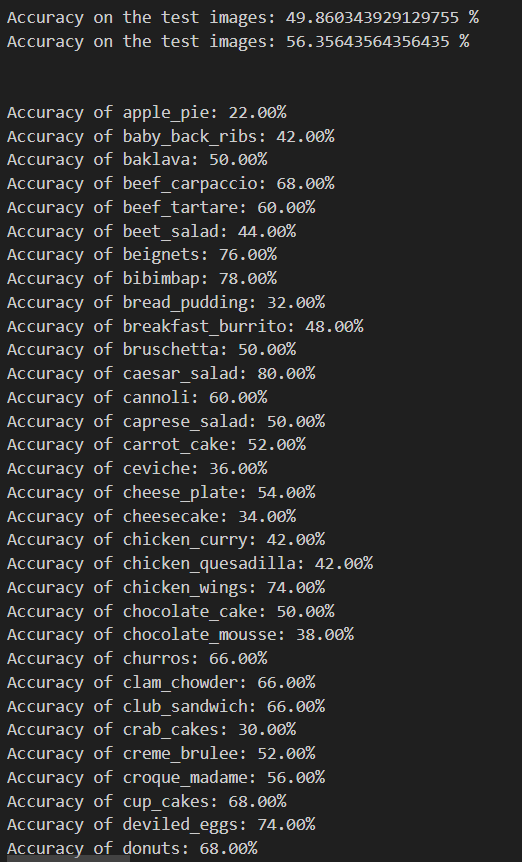 Accuracy on the test images: 49.860343929129755 %
Accuracy on the test images: 56.35643564356435 %
Accuracy of apple_pie: 22.00%
Accuracy of baby_back_ribs: 42.00%
Accuracy of baklava: 50.00%
Accuracy of beef_carpaccio: 68.00%
Accuracy of beef_tartare: 60.00%
Accuracy of beet_salad: 44.00%
Accuracy of beignets: 76.00%
Accuracy of bibimbap: 78.00%
Accuracy of bread_pudding: 32.00%
Accuracy of breakfast_burrito: 48.00%
Accuracy of bruschetta: 50.00%
Accuracy of caesar_salad: 80.00%
Accuracy of cannoli: 60.00%
Accuracy of caprese_salad: 50.00%
Accuracy of carrot_cake: 52.00%
Accuracy of ceviche: 36.00%
Accuracy of cheese_plate: 54.00%
Accuracy of cheesecake: 34.00%
Accuracy of chicken_curry: 42.00%
Accuracy of chicken_quesadilla: 42.00%
Accuracy of chicken_wings: 74.00%
Accuracy of chocolate_cake: 50.00%
Accuracy of chocolate_mousse: 38.00%
Accuracy of churros: 66.00%
Accuracy of clam_chowder: 66.00%
Accuracy of club_sandwich: 66.00%
Accuracy of crab_cakes: 30.00%
Accuracy of creme_brulee: 52.00%
Accuracy of croque_madame: 56.00%
Accuracy of cup_cakes: 68.00%
Accuracy of deviled_eggs: 74.00%
Accuracy of donuts: 68.00%